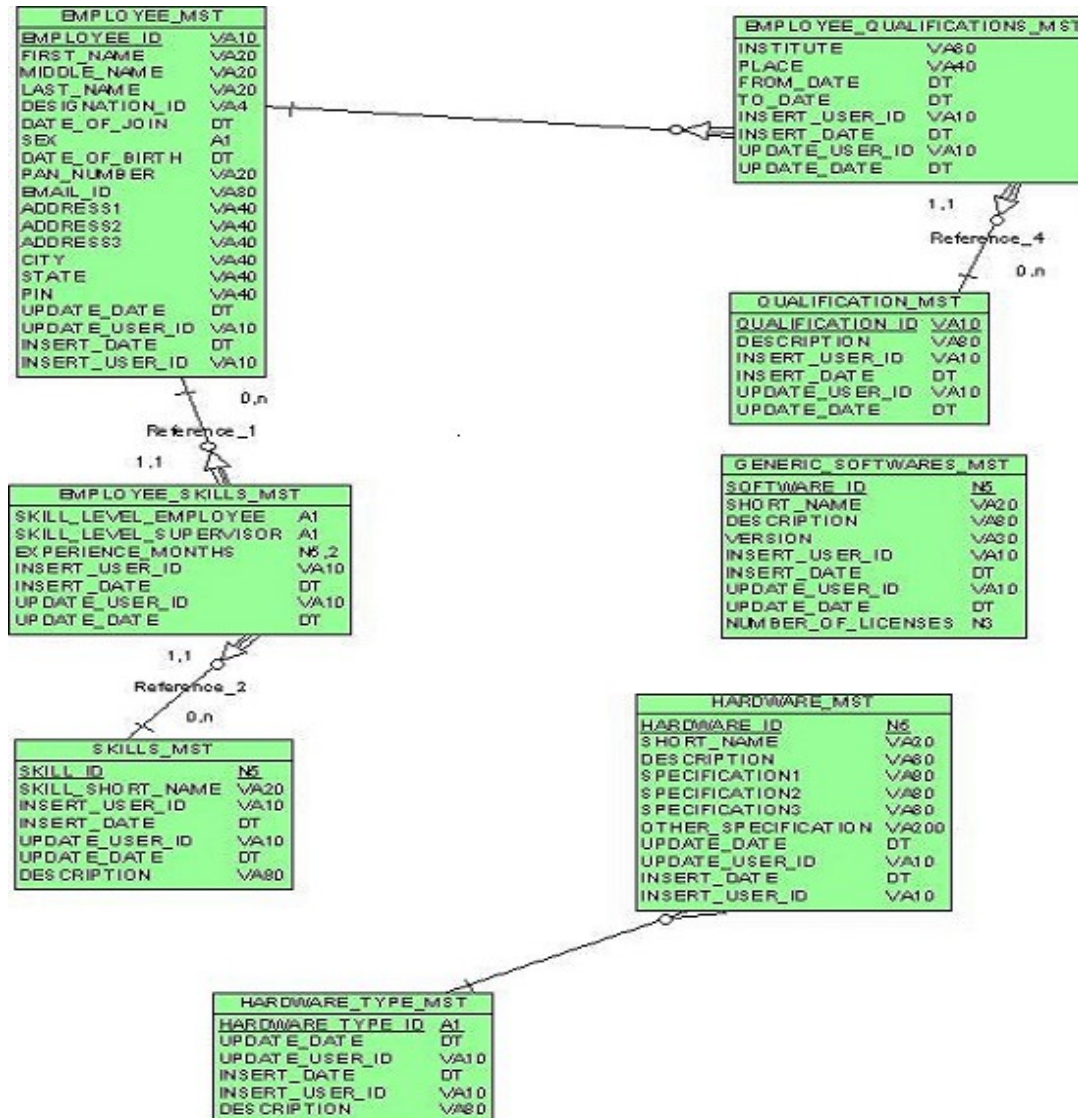 EMPLOYEE_MST
EMPLOYEE_ID VA10
FIRST_NAME VA20
MIDDLE_NAME VA20
LAST_NAME VA20
DESIGNATION_ID VA4
DATE_OF_JOIN DT
SEX A1
DATE_OF_BIRTH DT
PAN_NUMBER VA20
EMAIL_ID VA80
ADDRESS1 VA40
ADDRESS2 VA40
ADDRESS3 VA40
CITY VA40
STATE VA40
PIN VA40
UPDATE_DATE DT
UPDATE_USER_ID VA10
INSERT_DATE DT
INSERT_USER_ID VA10
EMPLOYEE_QUALIFICATIONS_MST
INSTITUTE
PLACE VA40
FROM_DATE DT
TO_DATE DT
INSERT_USER_ID VA10
INSERT_DATE DT
UPDATE_USER_ID VA10
UPDATE_DATE DT
1,1
Reference_4
0,n
QUALIFICATION_MST
QUALIFICATION_ID VA10
DESCRIPTION VA80
INSERT_USER_ID VA10
INSERT_DATE DT
UPDATE_USER_ID VA10
UPDATE_DATE DT
0,n
Reference_1
1,1
EMPLOYEE_SKILLS_MST
SKILL_LEVEL_EMPLOYEE A1
SKILL_LEVEL_SUPERVISOR A1
EXPERIENCE_MONTHS
INSERT_USER_ID VA10
INSERT_DATE DT
UPDATE_USER_ID VA10
UPDATE_DATE DT
1,1
Reference_2
0,n
SKILLS_MST
SKILL_ID N5
SKILL_SHORT_NAME VA20
INSERT_USER_ID VA10
INSERT_DATE DT
UPDATE_USER_ID VA10
UPDATE_DATE DT
DESCRIPTION VA80
GENERIC_SOFTWARES_MST
SOFTWARE_ID N5
SHORT_NAME VA20
DESCRIPTION VA80
VERSION VA30
INSERT_USER_ID VA10
INSERT_DATE DT
UPDATE_USER_ID VA10
UPDATE_DATE DT
NUMBER_OF_LICENSES N3
HARDWARE_MST
HARDWARE_ID
SHORT_NAME VA20
DESCRIPTION
SPECIFICATION1 VA80
SPECIFICATION2 VA80
SPECIFICATION3
OTHER_SPECIFICATION VA200
UPDATE_DATE DT
UPDATE_USER_ID VA10
INSERT_DATE DT
INSERT_USER_ID VA10
HARDWARE_TYPE_MST
HARDWARE_TYPE_ID A1
UPDATE_DATE DT
UPDATE_USER_ID VA10
INSERT_DATE DT
INSERT_USER_ID VA10
DESCRIPTION VA80